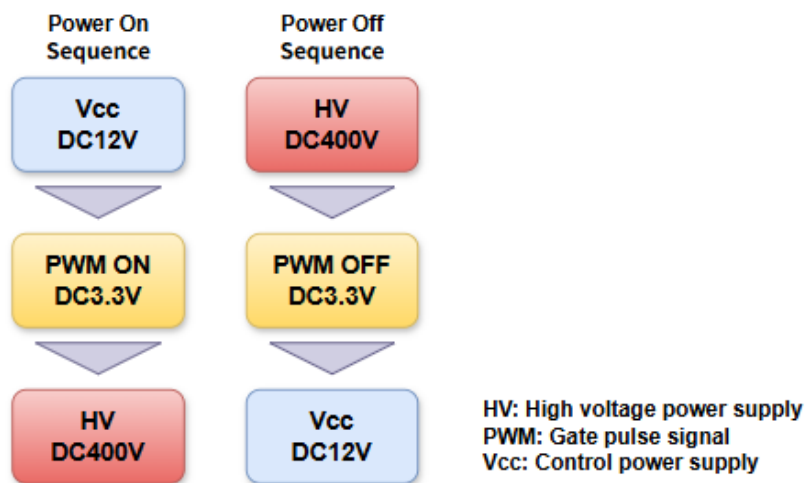 Power On
Sequence
Vcc
DC12V
PWM ON
DC3.3V
HV
DC400V
Power Off
Sequence
HV
DC400V
PWM OFF
DC3.3V
Vcc
DC12V
HV: High voltage power supply
PWM: Gate pulse signal
Vcc: Control power supply